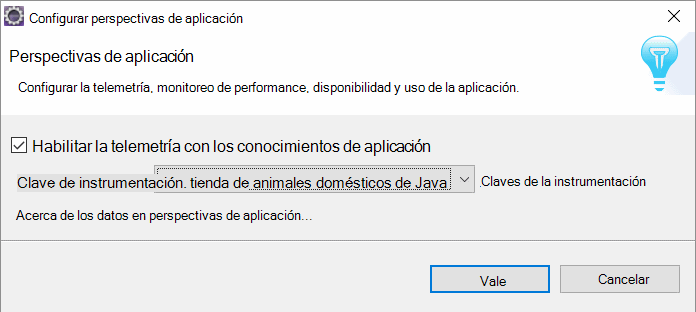 Configurar perspectivas de aplicación
Perspectivas de aplicación
Configurar la telemetría, monitoreo de performance, disponibilidad y uso de la aplicación.
Habilitar la telemetría con los conocimientos de aplicación
Clave de instrumentación. tienda de animales domésticos de Java Claves de la instrumentación
Acerca de los datos en perspectivas de aplicación...
Vale Cancelar